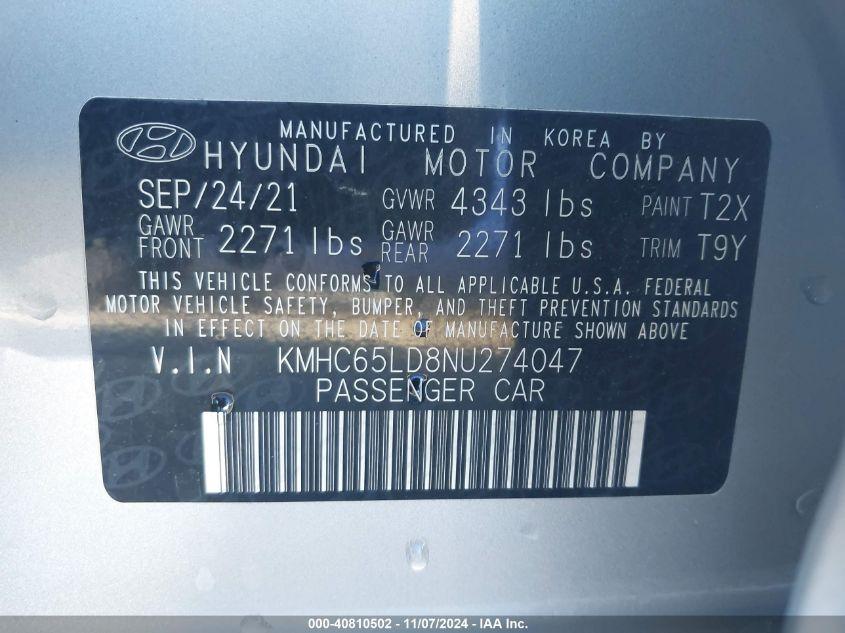 MANUFACTURED IN KOREA BY
HYUNDAI MOTOR COMPANY
SEP/24/21 GVWR 4343 lbs PAINT T2X
GAWR FRONT 2271 lbs GAWR REAR 2271 lbs TRIM T9Y
THIS VEHICLE CONFORMS TO ALL APPLICABLE U.S.A. FEDERAL
MOTOR VEHICLE SAFETY, BUMPER, AND THEFT PREVENTION STANDARDS
IN EFFECT ON THE DATE OF MANUFACTURE SHOWN ABOVE
V.I.N KMHC65LD8NU274047
PASSENGER CAR
000-40810502 - 11/07/2024 - IAA Inc.